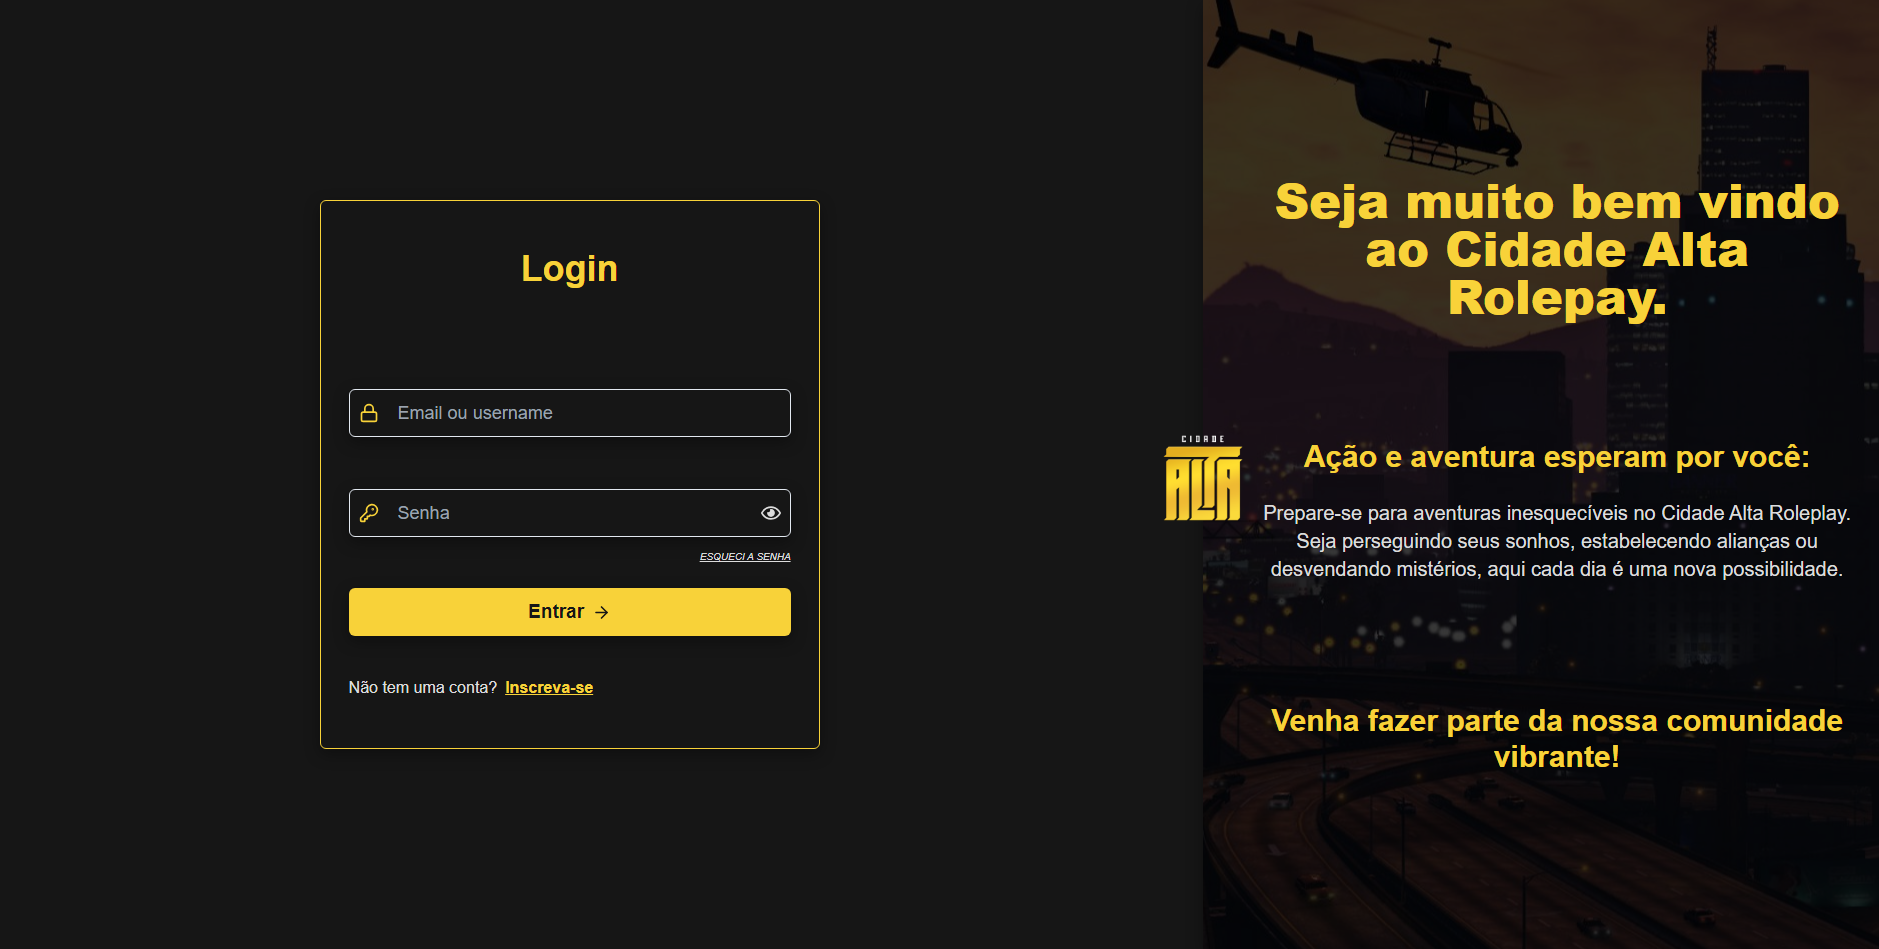 Login
Email ou username
Senha
ESQUECI A SENHA
Entrar
Não tem uma conta? Inscreva-se
CIDADE
ALTA
Seja muito bem vindo
ao Cidade Alta
Rolepay.
Ação e aventura esperam por você:
Prepare-se para aventuras inesquecíveis no Cidade Alta Roleplay.
Seja perseguindo seus sonhos, estabelecendo alianças ou
desvendando mistérios, aqui cada dia é uma nova possibilidade.
Venha fazer parte da nossa comunidade
vibrante!